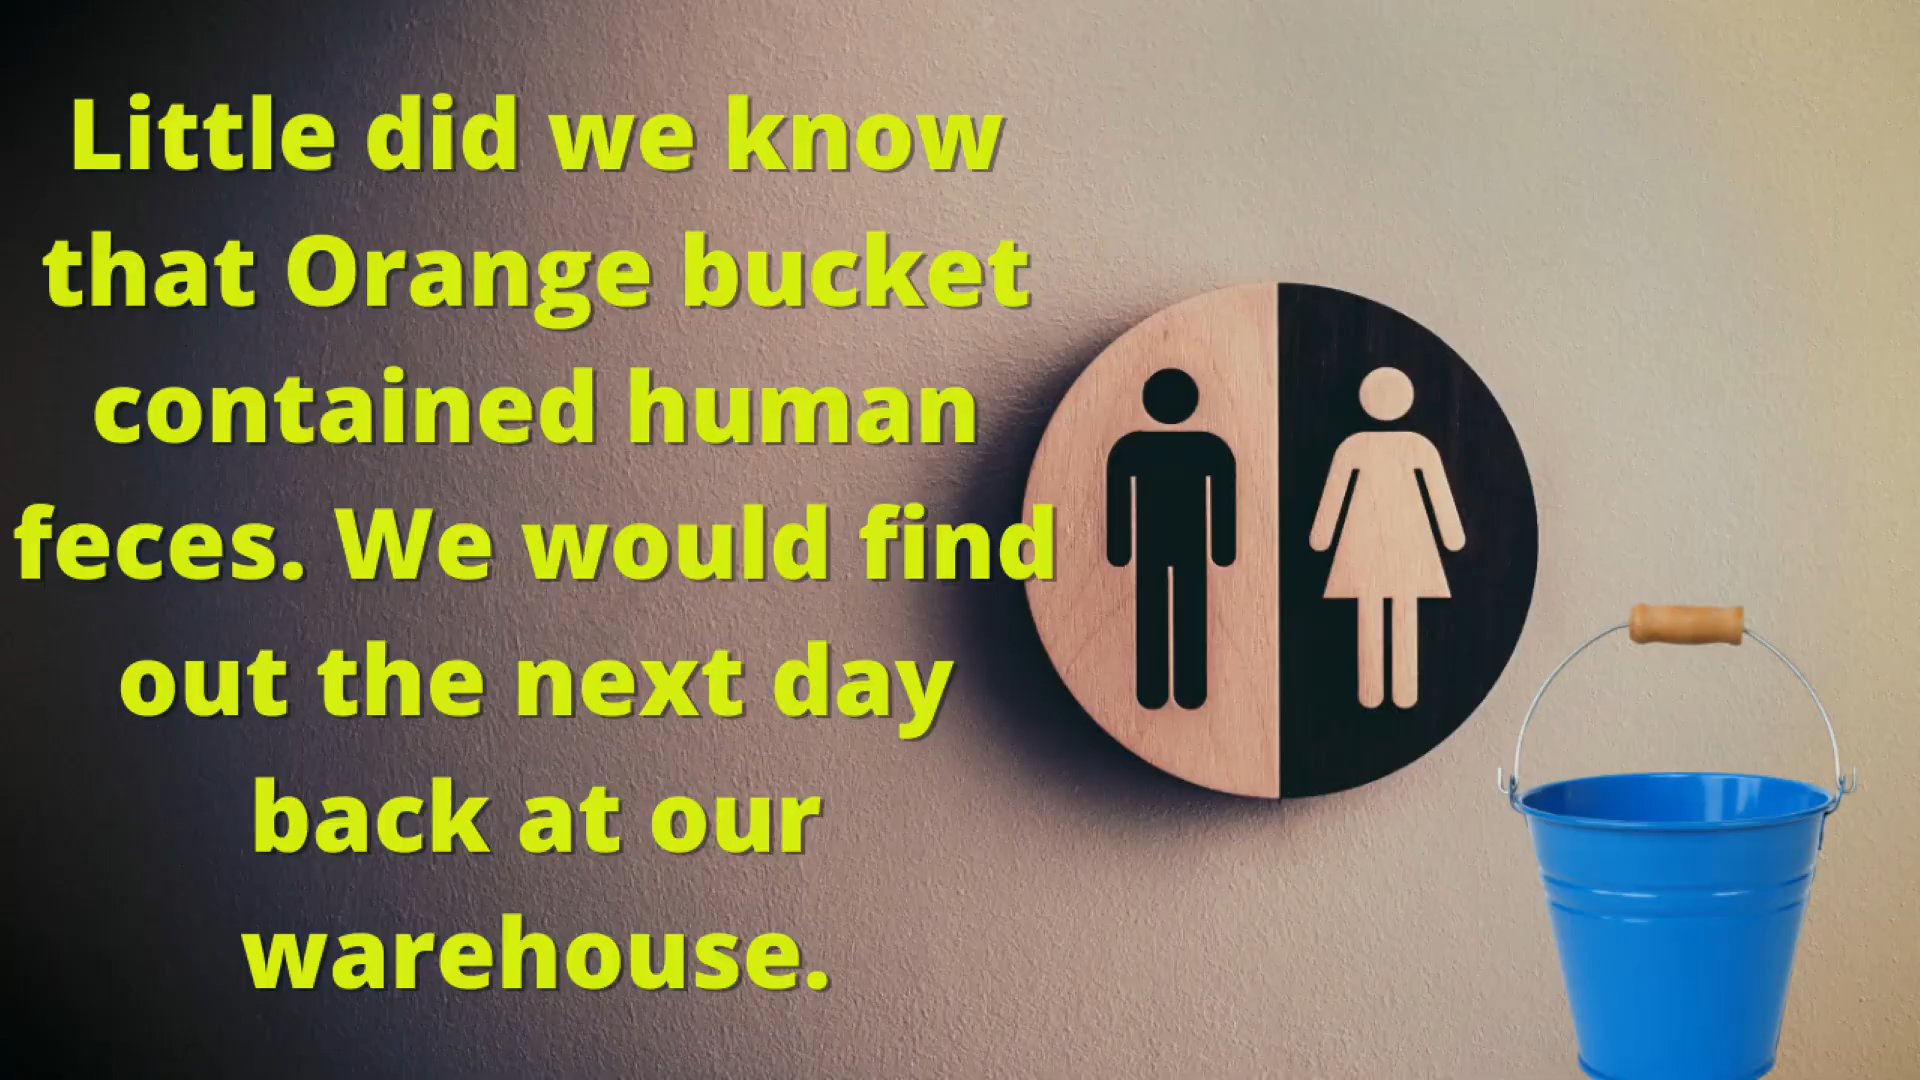 Little did we know
that Orange bucket
contained human
feces. We would find
out the next day
back at our
warehouse.